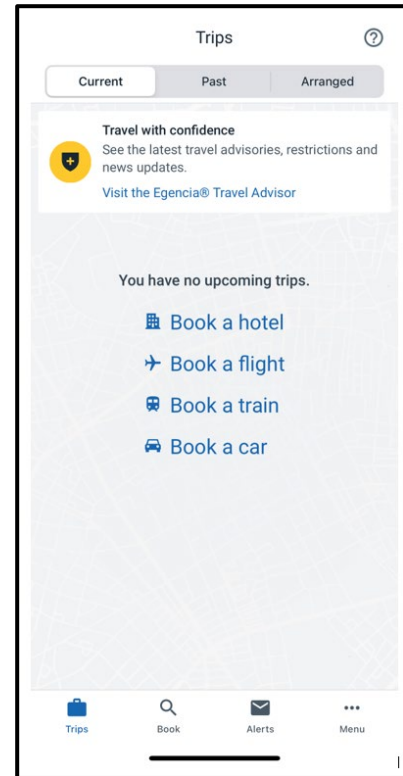 Trips
Current Past Arranged
Travel with confidence
See the latest travel advisories, restrictions and
news updates.
Visit the Egencia® Travel Advisor
You have no upcoming trips.
Book a hotel
Book a flight
Book a train
Book a car
Trips Book Alerts Menu